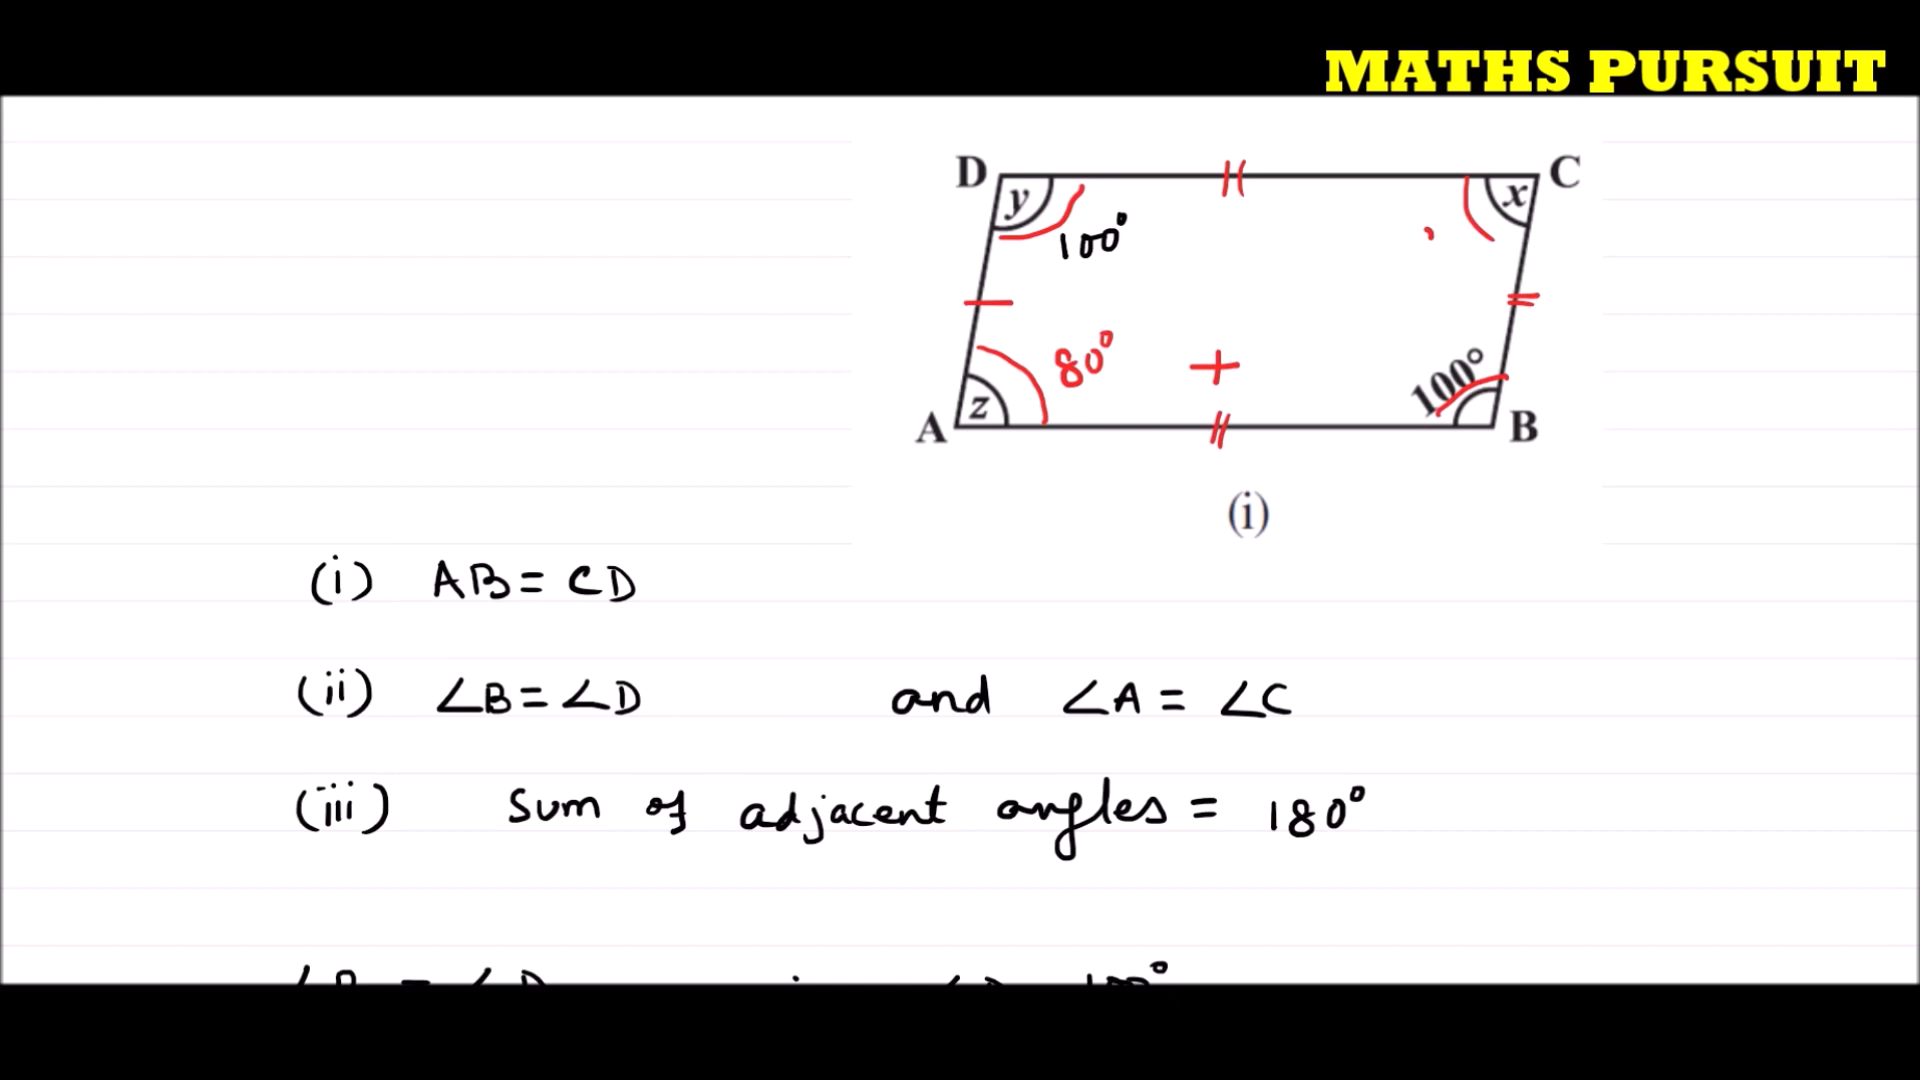 MATHS PURSUIT
D y 100° x C
80°
100°
A z B
(i)
(i) AB = CD
(ii) ∠B = ∠D and ∠A = ∠C
(iii) Sum of adjacent angles = 180°